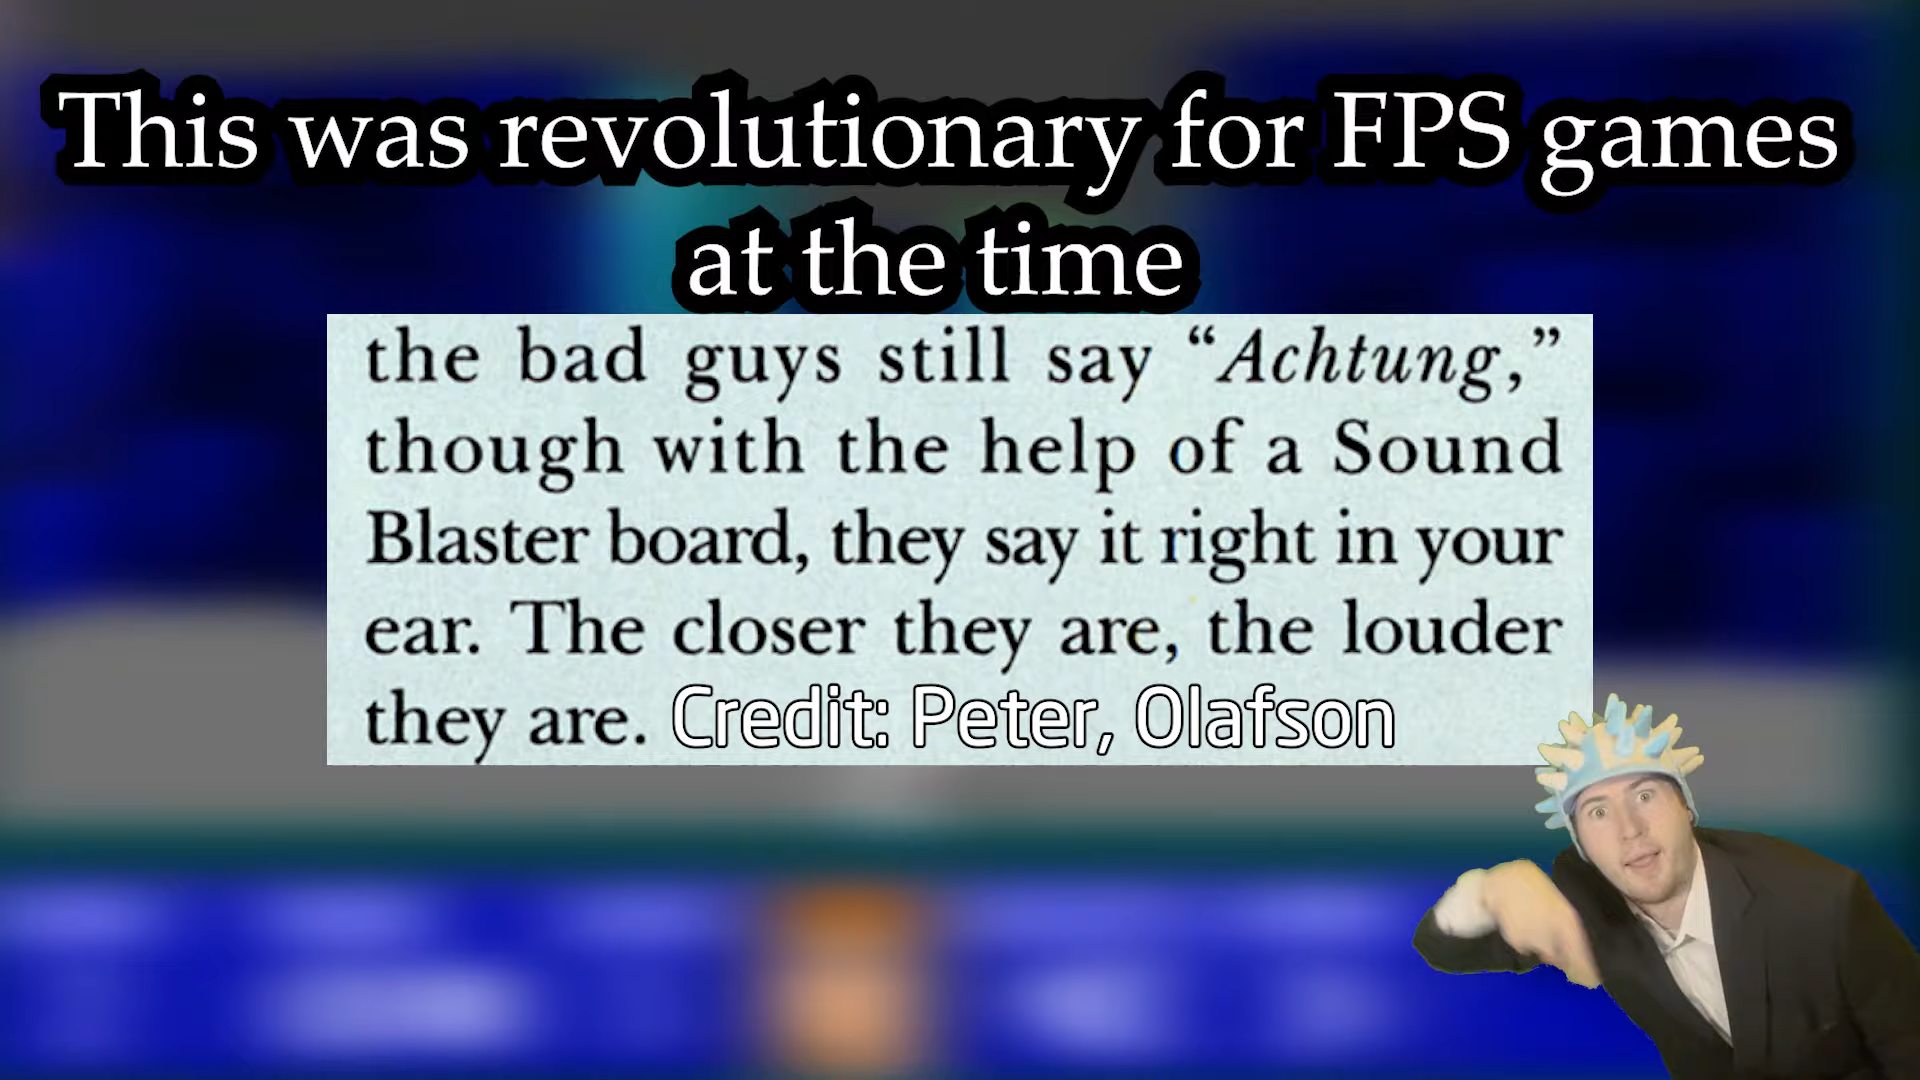 This was revolutionary for FPS games
at the time
the bad guys still say “Achtung,”
though with the help of a Sound
Blaster board, they say it right in your
ear. The closer they are, the louder
they are. Credit: Peter, Olafson